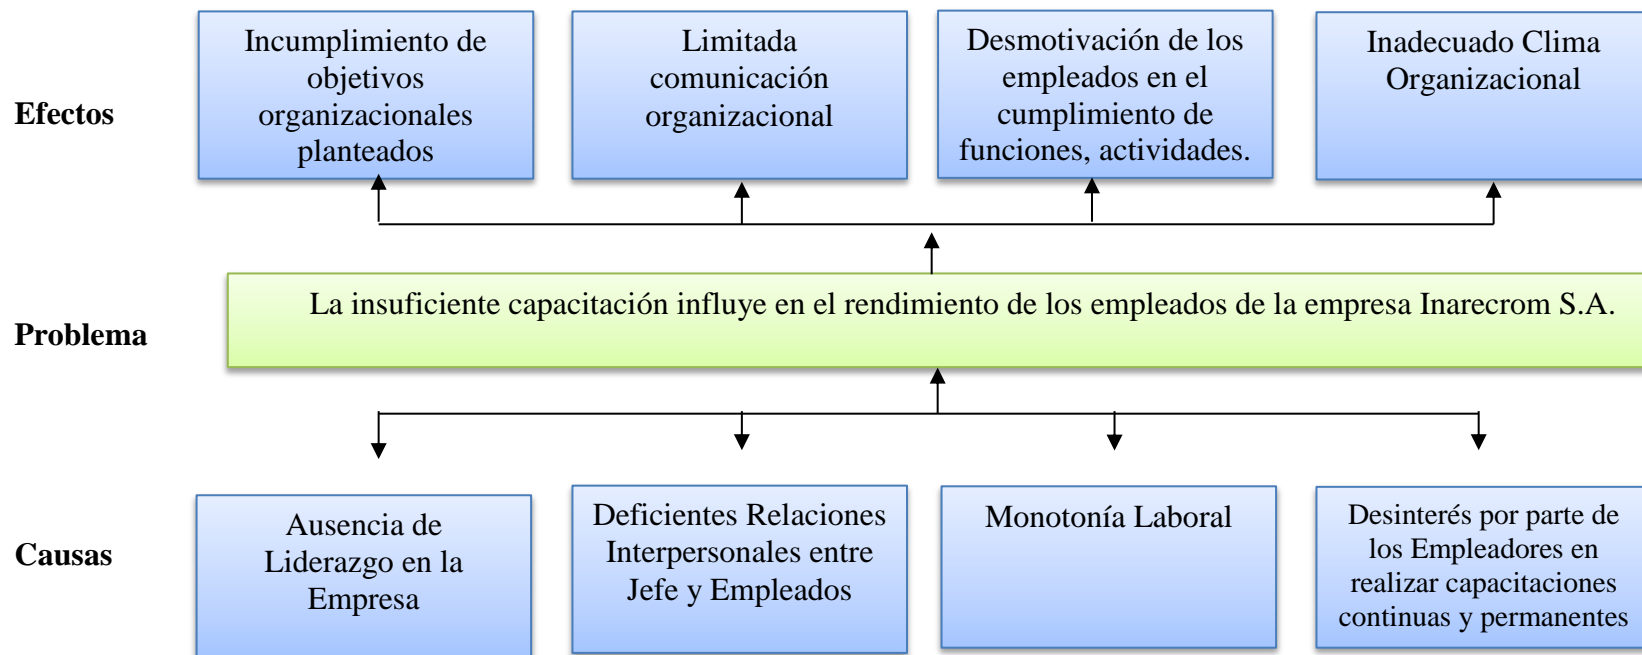 Efectos
Incumplimiento de
objetivos
organizacionales
planteados
Limitada
comunicación
organizacional
Desmotivación de los
empleados en el
cumplimiento de
funciones, actividades.
Inadecuado Clima
Organizacional
Problema
La insuficiente capacitación influye en el rendimiento de los empleados de la empresa Inarecrom S.A.
Causas
Ausencia de
Liderazgo en la
Empresa
Deficientes Relaciones
Interpersonales entre
Jefe y Empleados
Monotonía Laboral
Desinterés por parte de
los Empleadores en
realizar capacitaciones
continuas y permanentes